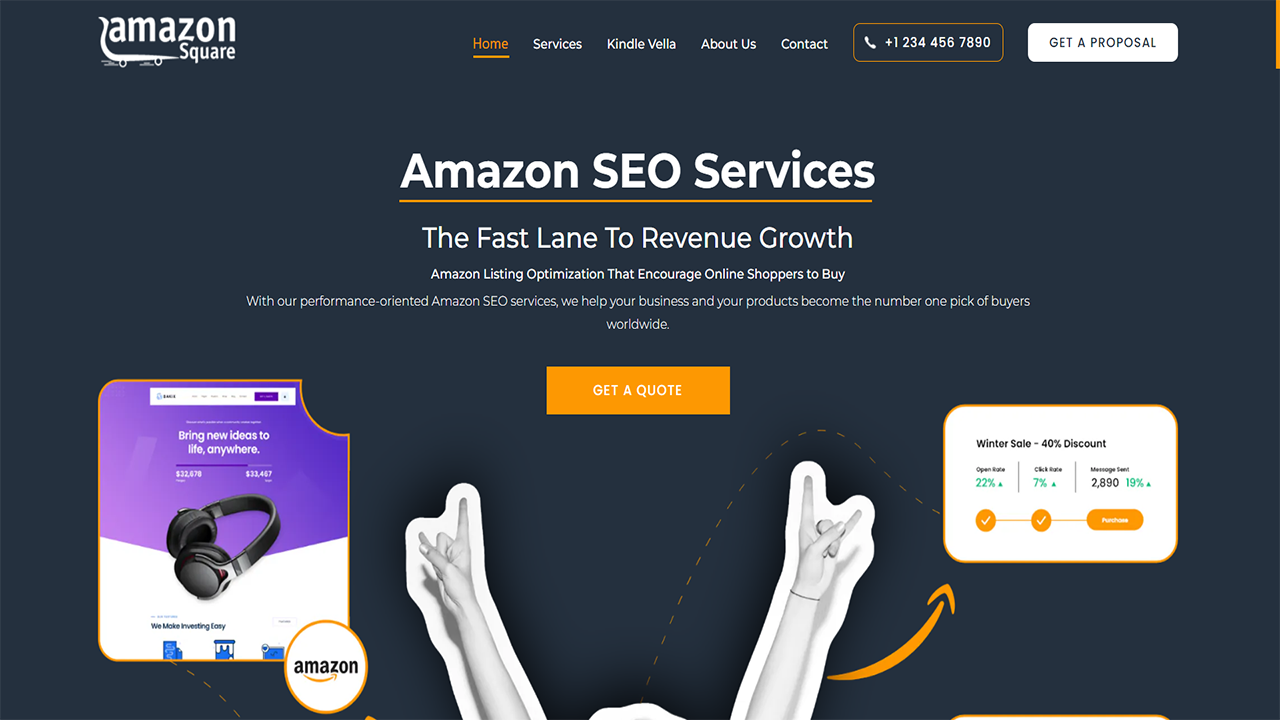 amazon
Square
Home
Services
Kindle Vella
About Us
Contact
+1 234 456 7890
GET A PROPOSAL
Amazon SEO Services
The Fast Lane To Revenue Growth
Amazon Listing Optimization That Encourage Online Shoppers to Buy
With our performance-oriented Amazon SEO services, we help your business and your products become the number one pick of buyers
worldwide.
GET A QUOTE
Bring new ideas to
life, anywhere.
$32,678
$33,467
We Make Investing Easy
amazon
Winter Sale - 40% Discount
Open Rate
Click Rate
Message Sent
22%
7%
2,890 19%
Purchase